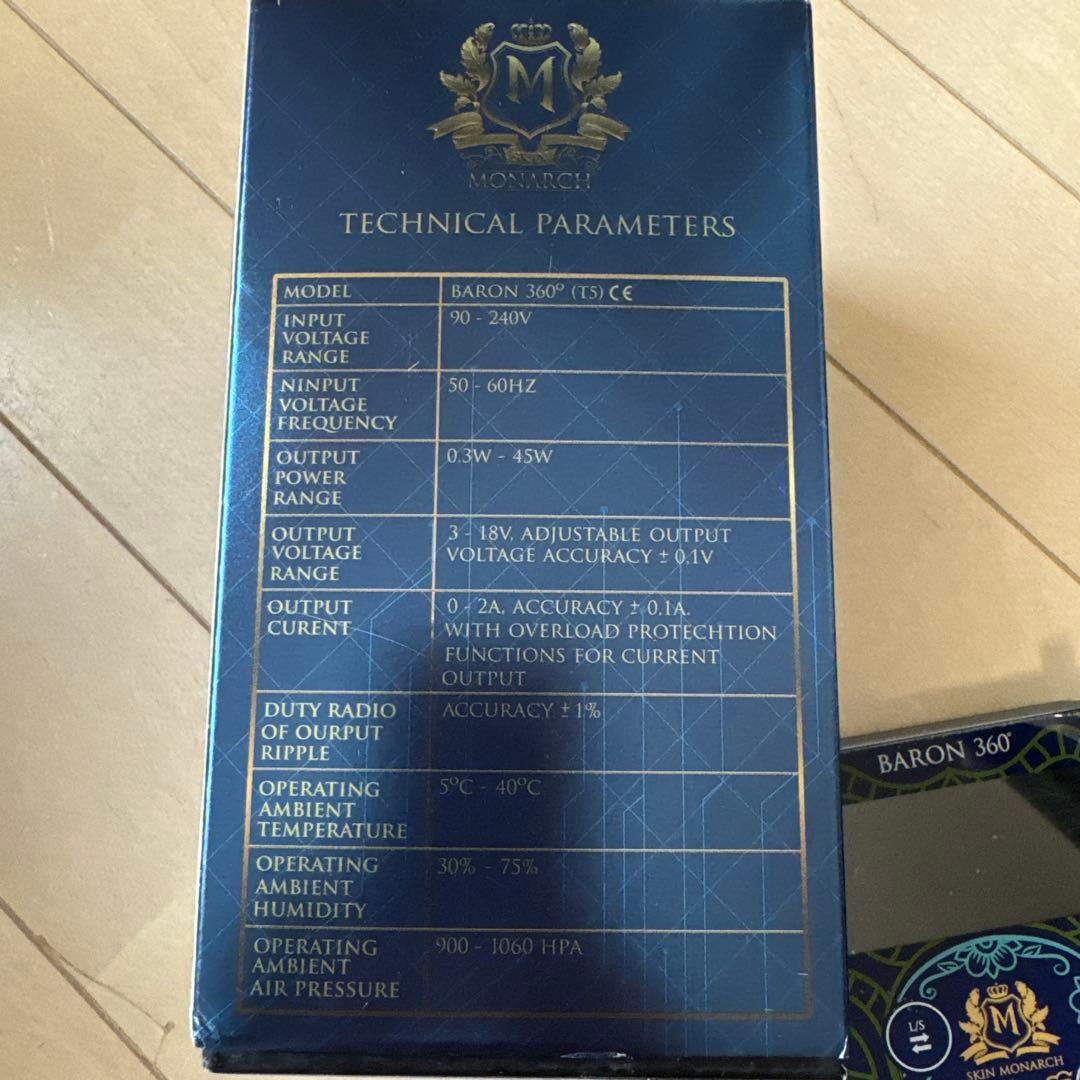 M
SKIN
MONARCH
TECHNICAL PARAMETERS
MODEL
BARON 360° (T5) CE
INPUT
VOLTAGE
RANGE
90 - 240V
NINPUT
VOLTAGE
FREQUENCY
50 - 60HZ
OUTPUT
POWER
RANGE
0.3W - 45W
OUTPUT
VOLTAGE
RANGE
3 - 18V, ADJUSTABLE OUTPUT
VOLTAGE ACCURACY ± 0.1V
OUTPUT
CURENT
0 - 2A, ACCURACY ± 0.1A.
WITH OVERLOAD PROTECHTION
FUNCTIONS FOR CURRENT
OUTPUT
DUTY RADIO
OF OURPUT
RIPPLE
ACCURACY ±1%
OPERATING
AMBIENT
TEMPERATURE
5°C - 40°C
OPERATING
AMBIENT
HUMIDITY
30% - 75%
OPERATING
AMBIENT
AIR PRESSURE
900 - 1060 HPA
BARON 360°
BARON 360°
L/S
M
SKIN MONARCH